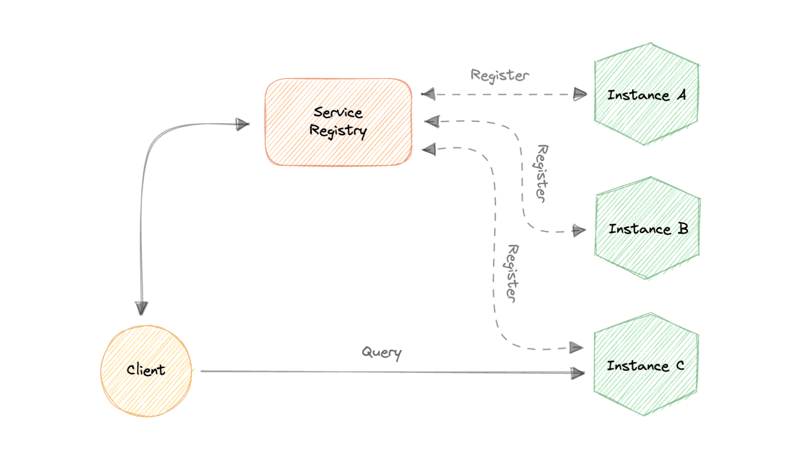 Register
Instance A
Service
Registry
Register
Instance B
Register
Query
Instance C
Client